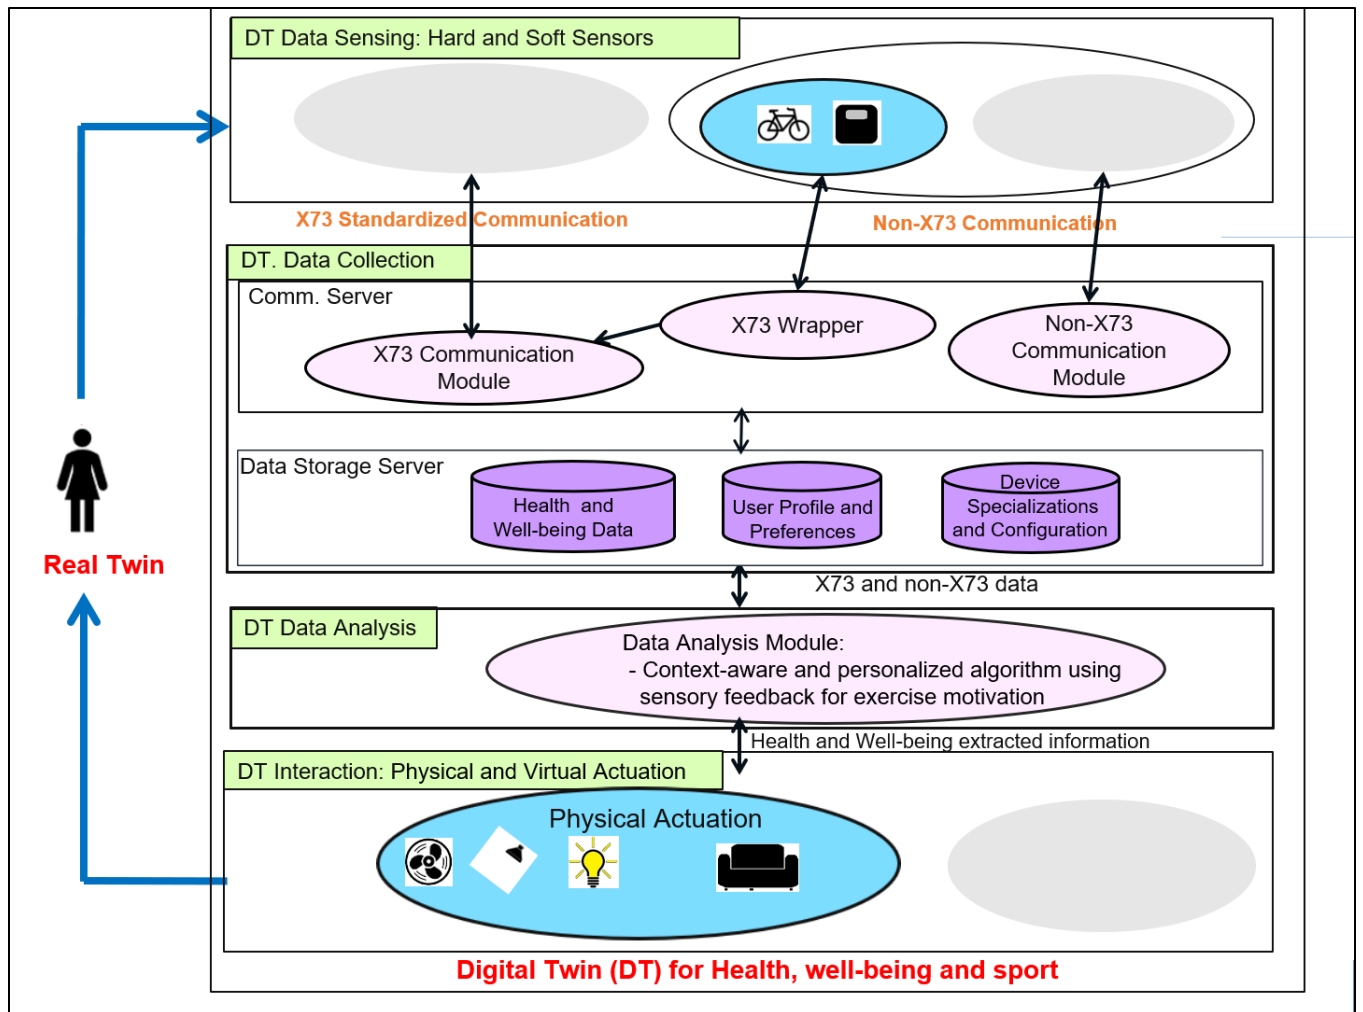 DT Data Sensing: Hard and Soft Sensors
X73 Standardized Communication
Non-X73 Communication
DT. Data Collection
Comm. Server
X73 Wrapper
Non-X73
Communication
Module
X73 Communication
Module
Data Storage Server
Health and
Well-being Data
User Profile and
Preferences
Device
Specializations
and Configuration
Real Twin
X73 and non-X73 data
DT Data Analysis
Data Analysis Module:
- Context-aware and personalized algorithm using
sensory feedback for exercise motivation
Health and Well-being extracted information
DT Interaction: Physical and Virtual Actuation
Physical Actuation
Digital Twin (DT) for Health, well-being and sport